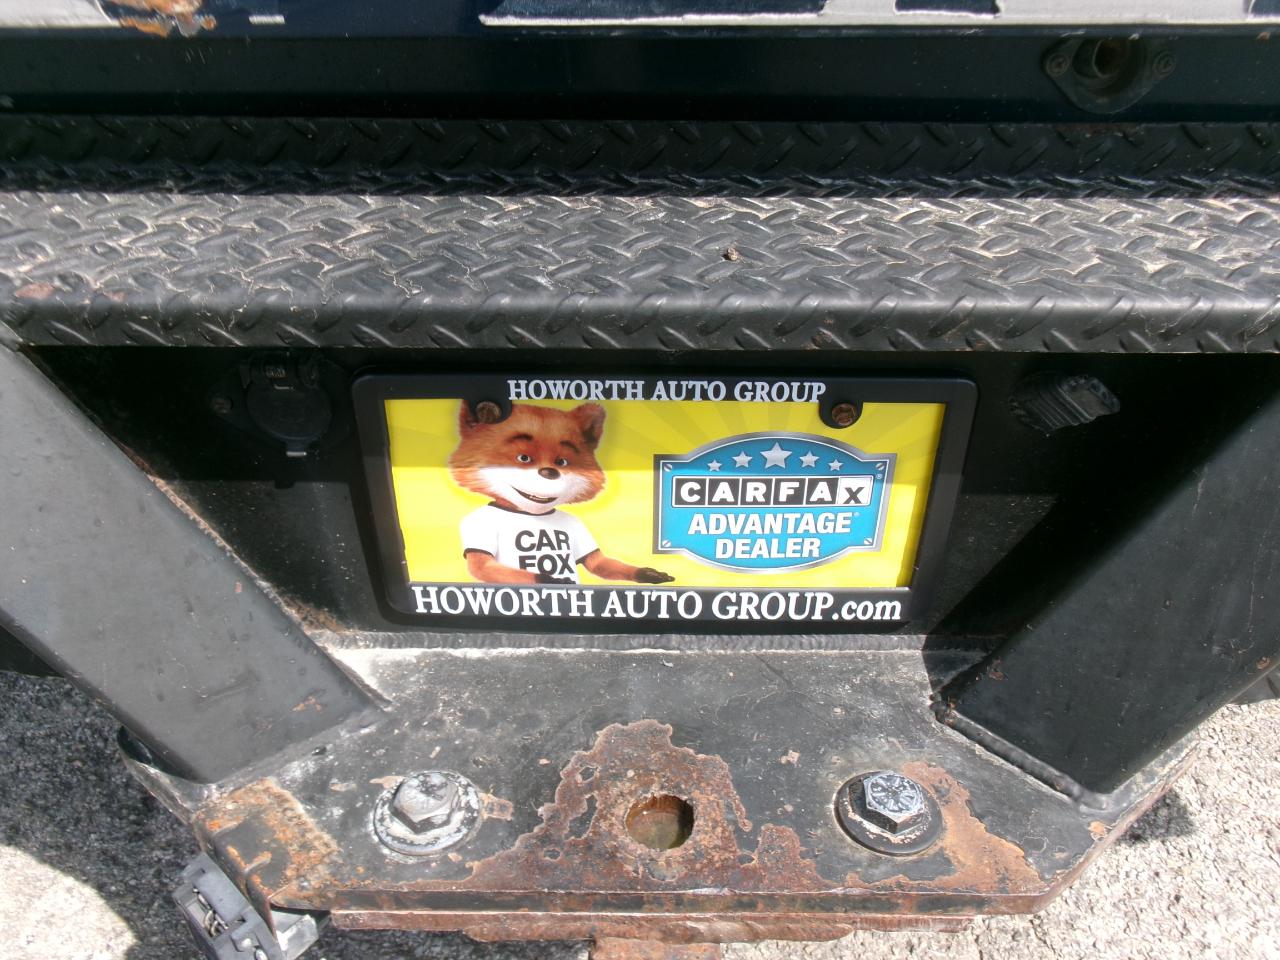 HOWORTH AUTO GROUP
CAR
FOX
CARFAX®
ADVANTAGE®
DEALER
HOWORTH AUTO GROUP.com